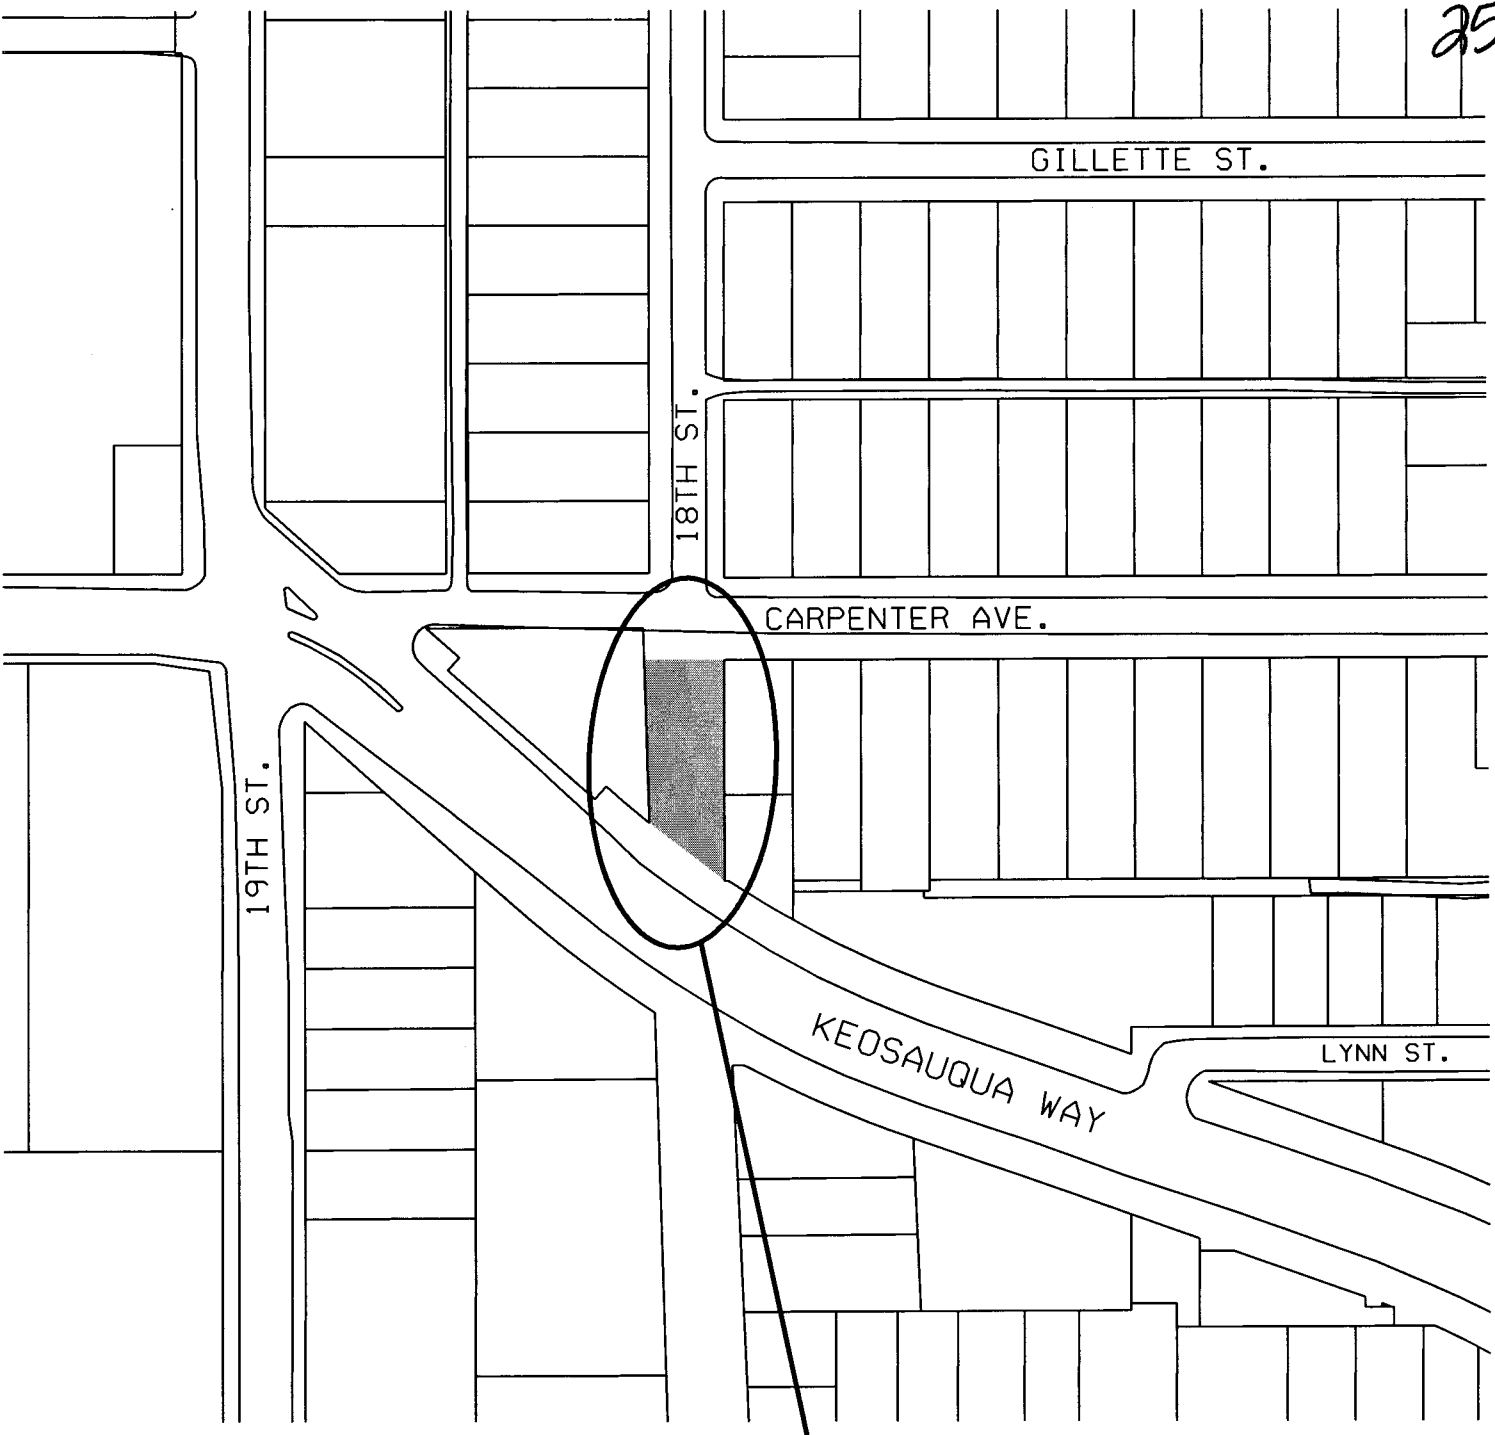 25
GILLETTE ST.
18TH ST.
CARPENTER AVE.
19TH ST.
KEOSAUQUA WAY
LYNN ST.